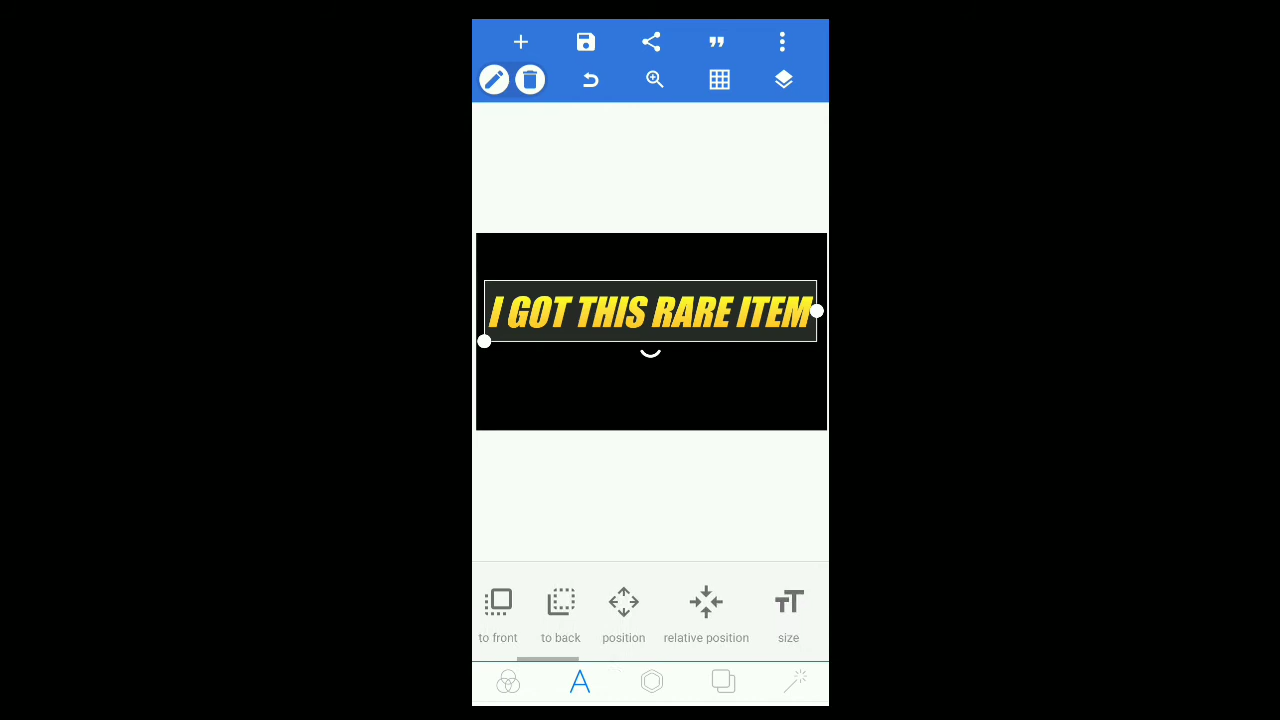 I GOT THIS RARE ITEM
to front
to back
position
relative position
size